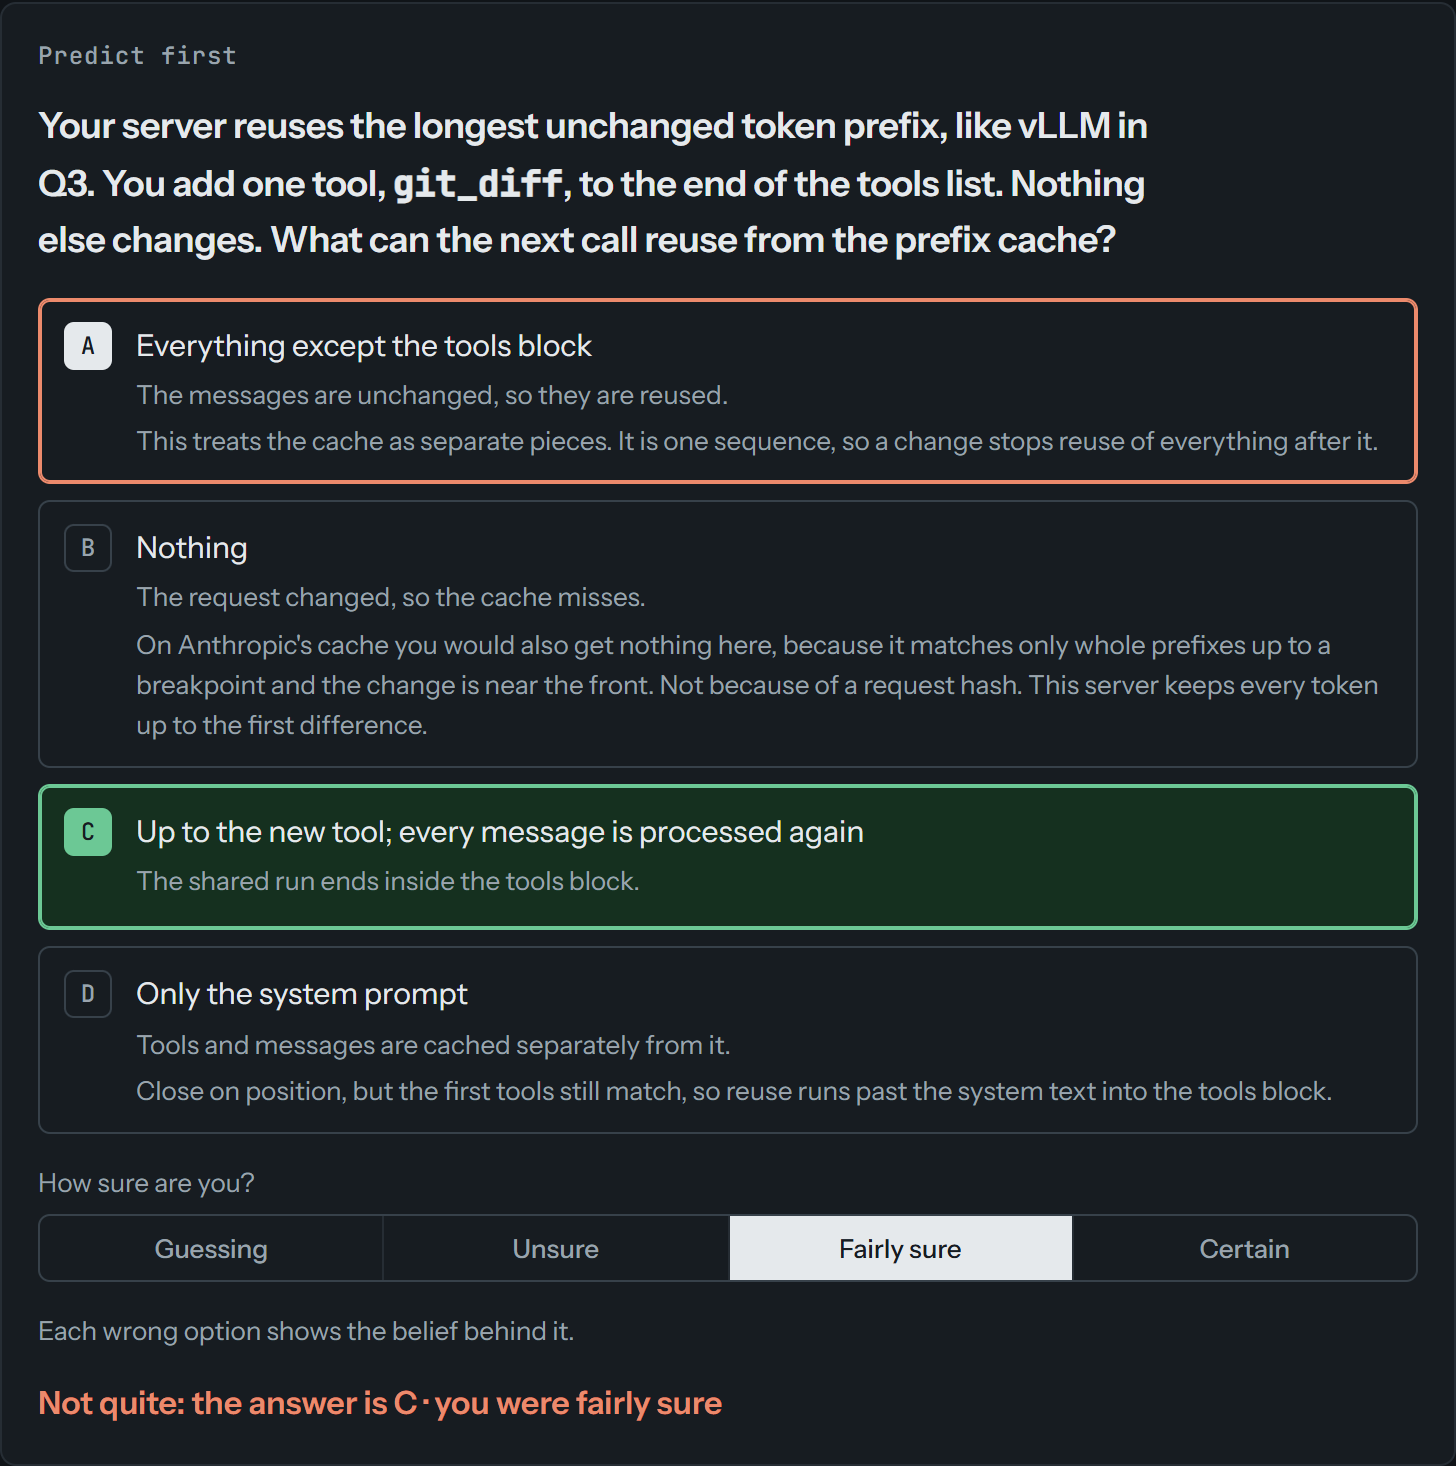 Predict first
Your server reuses the longest unchanged token prefix, like vLLM in
Q3. You add one tool, git_diff, to the end of the tools list. Nothing
else changes. What can the next call reuse from the prefix cache?
A
Everything except the tools block
The messages are unchanged, so they are reused.
This treats the cache as separate pieces. It is one sequence, so a change stops reuse of everything after it.
B
Nothing
The request changed, so the cache misses.
On Anthropic's cache you would also get nothing here, because it matches only whole prefixes up to a
breakpoint and the change is near the front. Not because of a request hash. This server keeps every token
up to the first difference.
C
Up to the new tool; every message is processed again
The shared run ends inside the tools block.
D
Only the system prompt
Tools and messages are cached separately from it.
Close on position, but the first tools still match, so reuse runs past the system text into the tools block.
How sure are you?
Guessing
Unsure
Fairly sure
Certain
Each wrong option shows the belief behind it.
Not quite: the answer is C · you were fairly sure